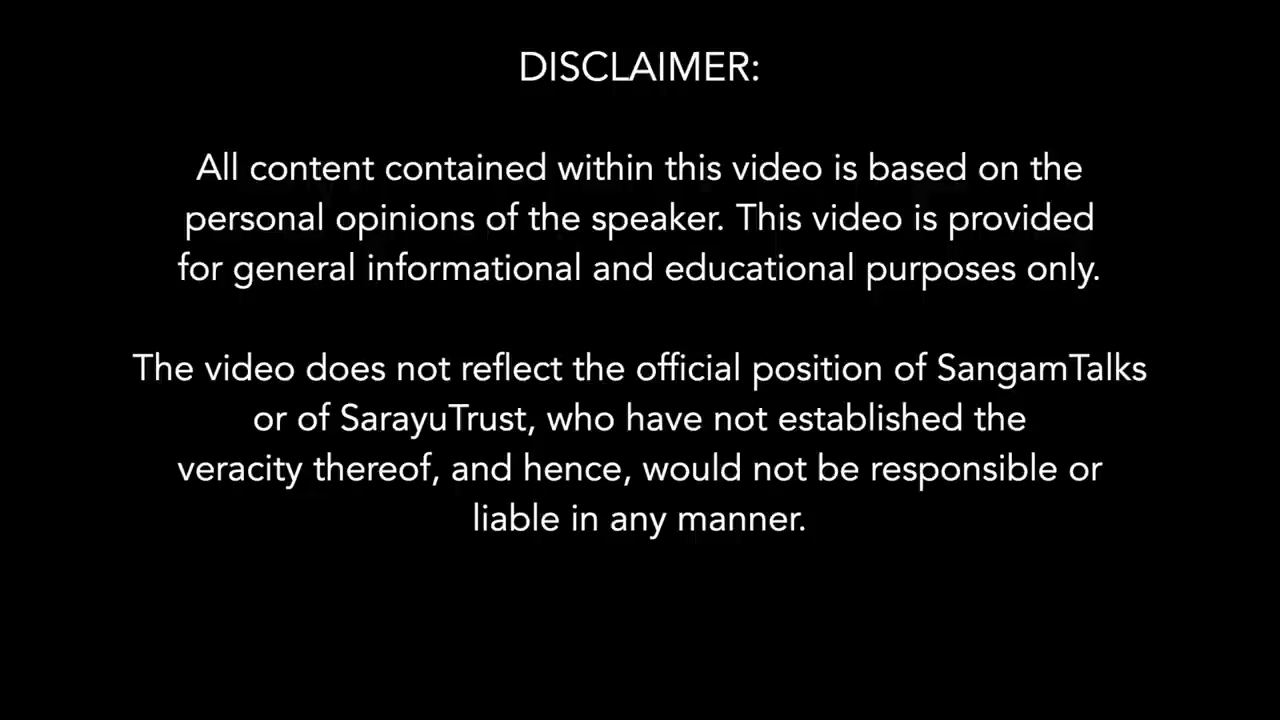 DISCLAIMER:
All content contained within this video is based on the
personal opinions of the speaker. This video is provided
for general informational and educational purposes only.
The video does not reflect the official position of SangamTalks
or of SarayuTrust, who have not established the
veracity thereof, and hence, would not be responsible or
liable in any manner.